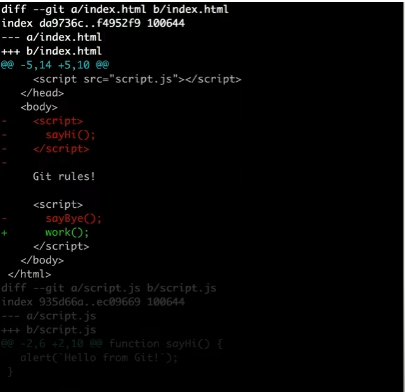 diff --git a/index.html b/index.html
index da9736c..f4952f9 100644
--- a/index.html
+++ b/index.html
@@ -5,14 +5,10 @@
    <script src="script.js"></script>
  </head>
  <body>
-    <script>
-      sayHi();
-    </script>
-
    Git rules!
    <script>
-      sayBye();
+      work();
    </script>
  </body>
</html>
diff --git a/script.js b/script.js
index 935d66a..ec09669 100644
--- a/script.js
+++ b/script.js
@@ -2,6 +2,10 @@ function sayHi() {
  alert(`Hello from Git!`);
}